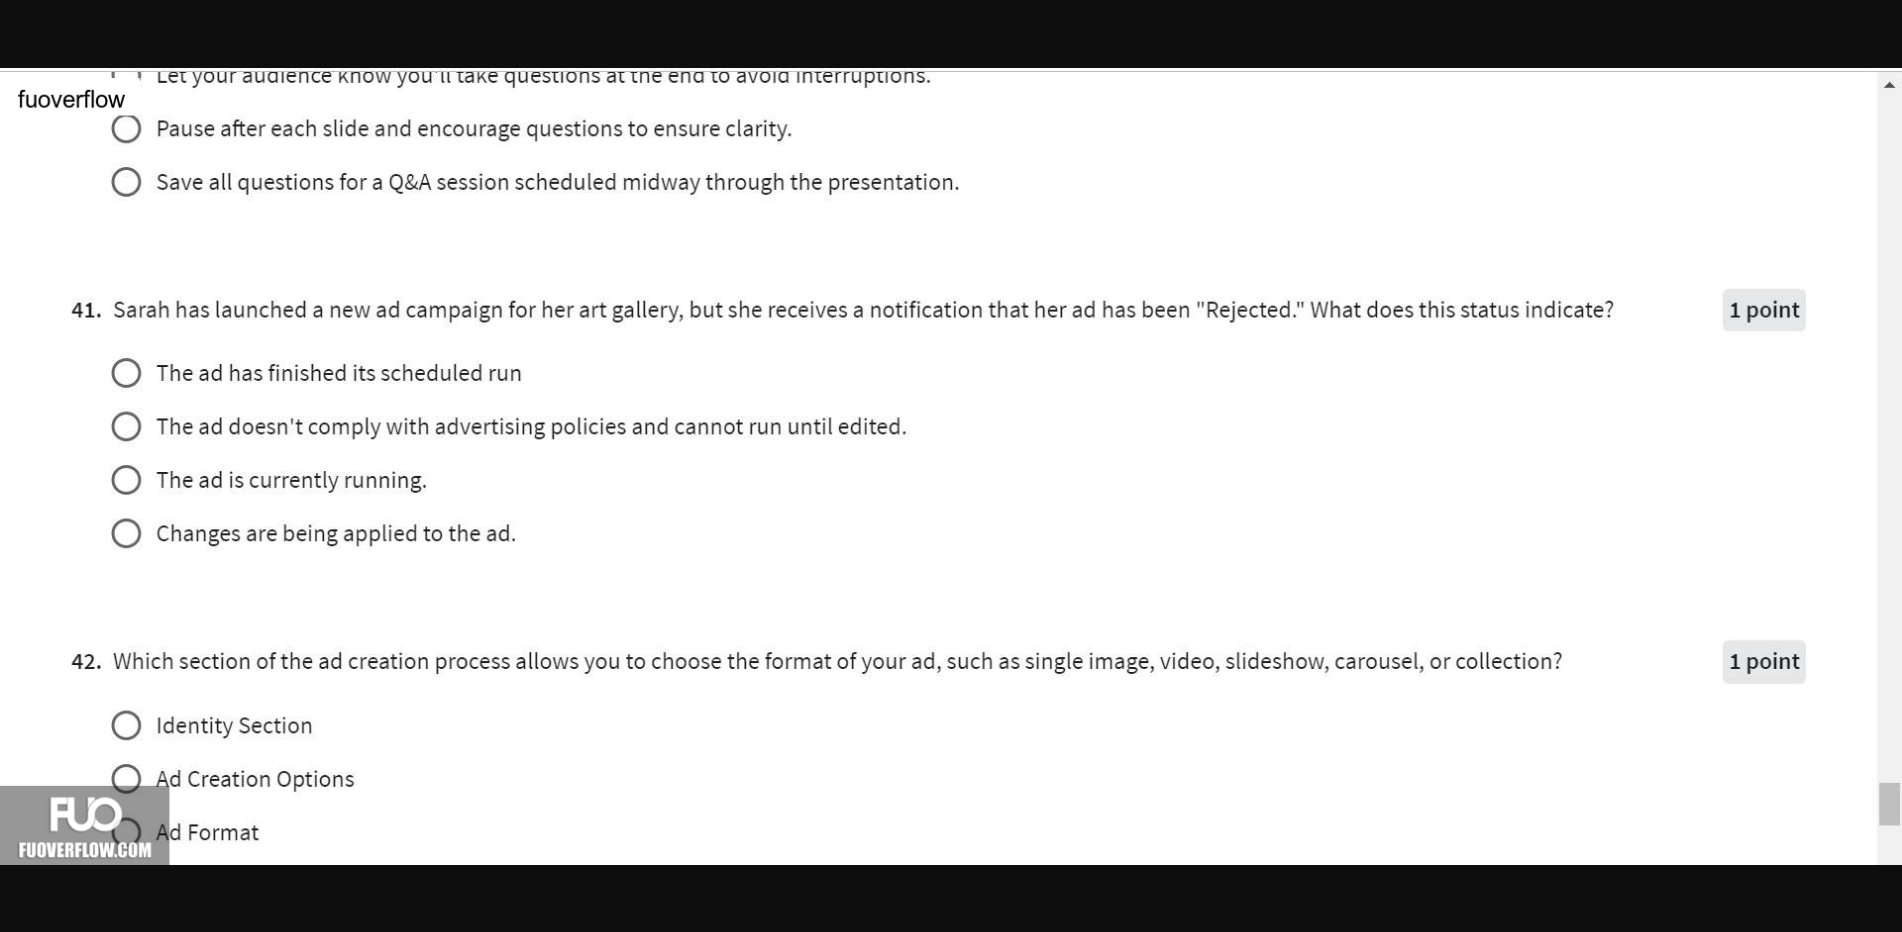 Let your audience know you'll take questions at the end to avoid interruptions.
fuoverflow
Pause after each slide and encourage questions to ensure clarity.
Save all questions for a Q&A session scheduled midway through the presentation.
41. Sarah has launched a new ad campaign for her art gallery, but she receives a notification that her ad has been "Rejected." What does this status indicate? 1 point
The ad has finished its scheduled run
The ad doesn't comply with advertising policies and cannot run until edited.
The ad is currently running.
Changes are being applied to the ad.
42. Which section of the ad creation process allows you to choose the format of your ad, such as single image, video, slideshow, carousel, or collection? 1 point
Identity Section
Ad Creation Options
Ad Format
FUO
FUOVERFLOW.COM